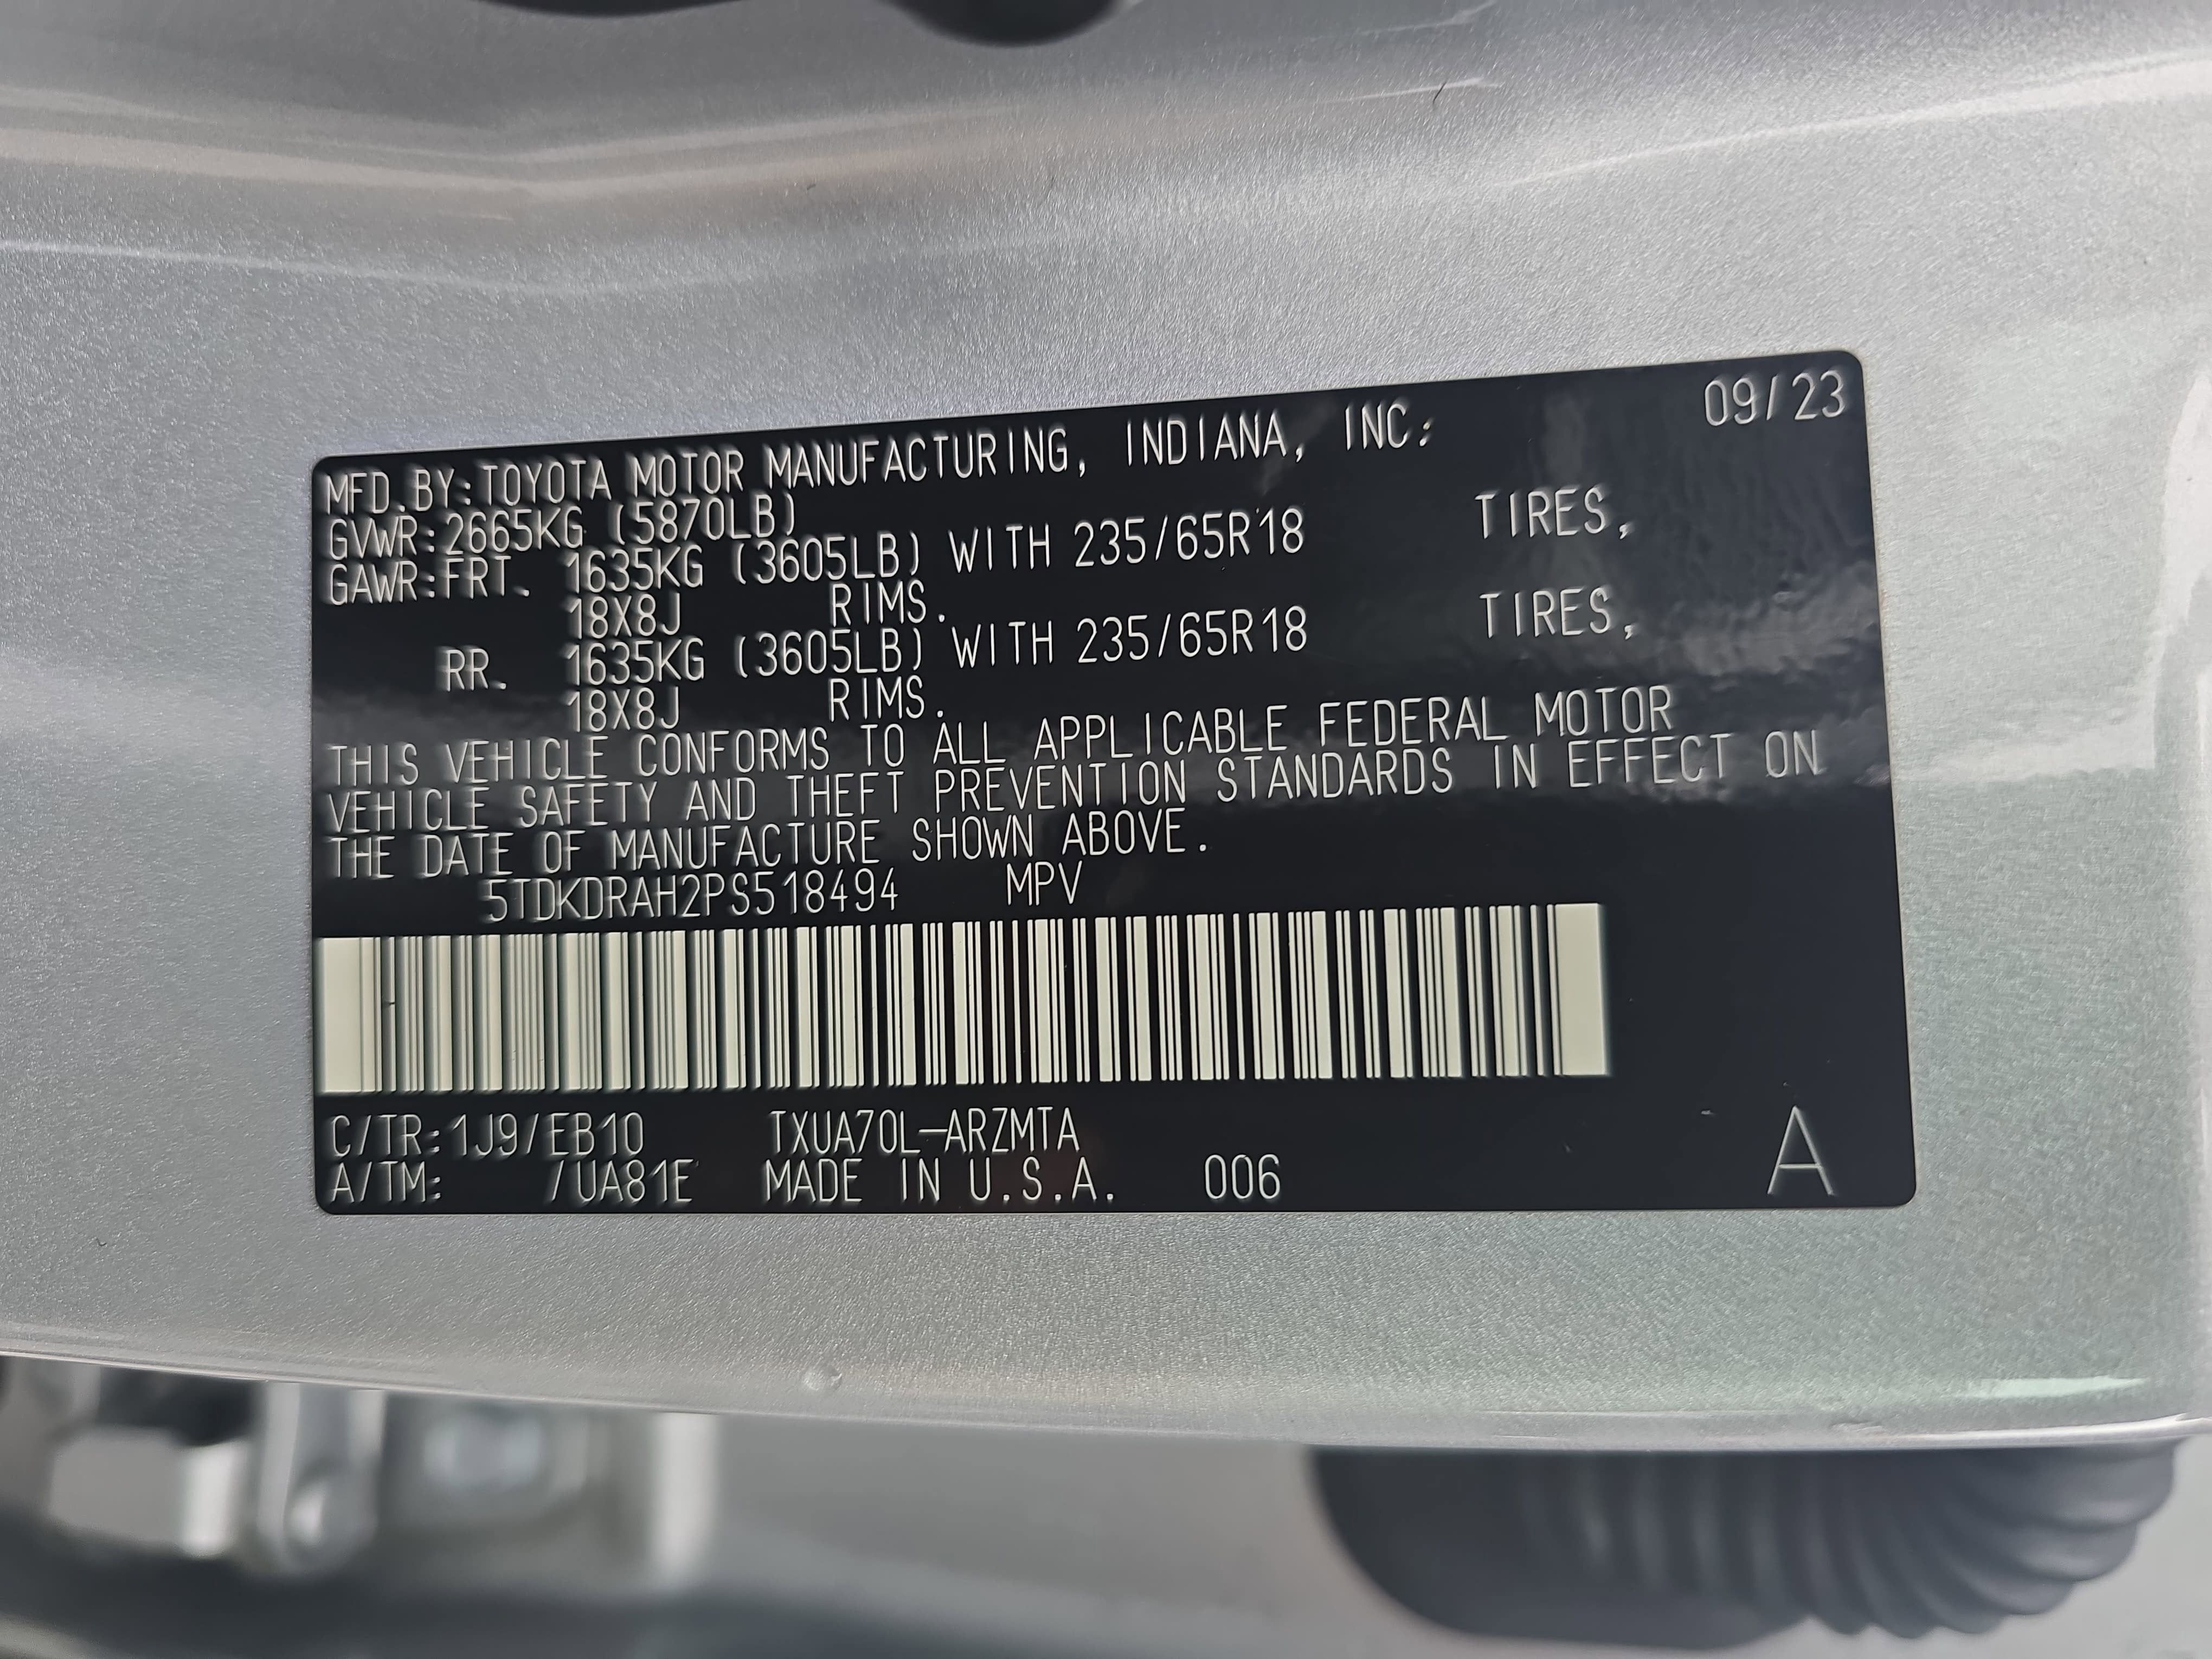 09/23
MFD.BY:TOYOTA MOTOR MANUFACTURING, INDIANA, INC:
GVWR:2665KG (5870LB)
GAWR:FRT. 1635KG (3605LB) WITH 235/65R18 TIRES,
18X8J RIMS.
RR. 1635KG (3605LB) WITH 235/65R18 TIRES,
18X8J RIMS.
THIS VEHICLE CONFORMS TO ALL APPLICABLE FEDERAL MOTOR
VEHICLE SAFETY AND THEFT PREVENTION STANDARDS IN EFFECT ON
THE DATE OF MANUFACTURE SHOWN ABOVE.
5TDKDRAH2PS518494 MPV
C/TR:1J9/EB10 TXUA70L-ARZMTA
A/TM: /UA81E MADE IN U.S.A. 006
A